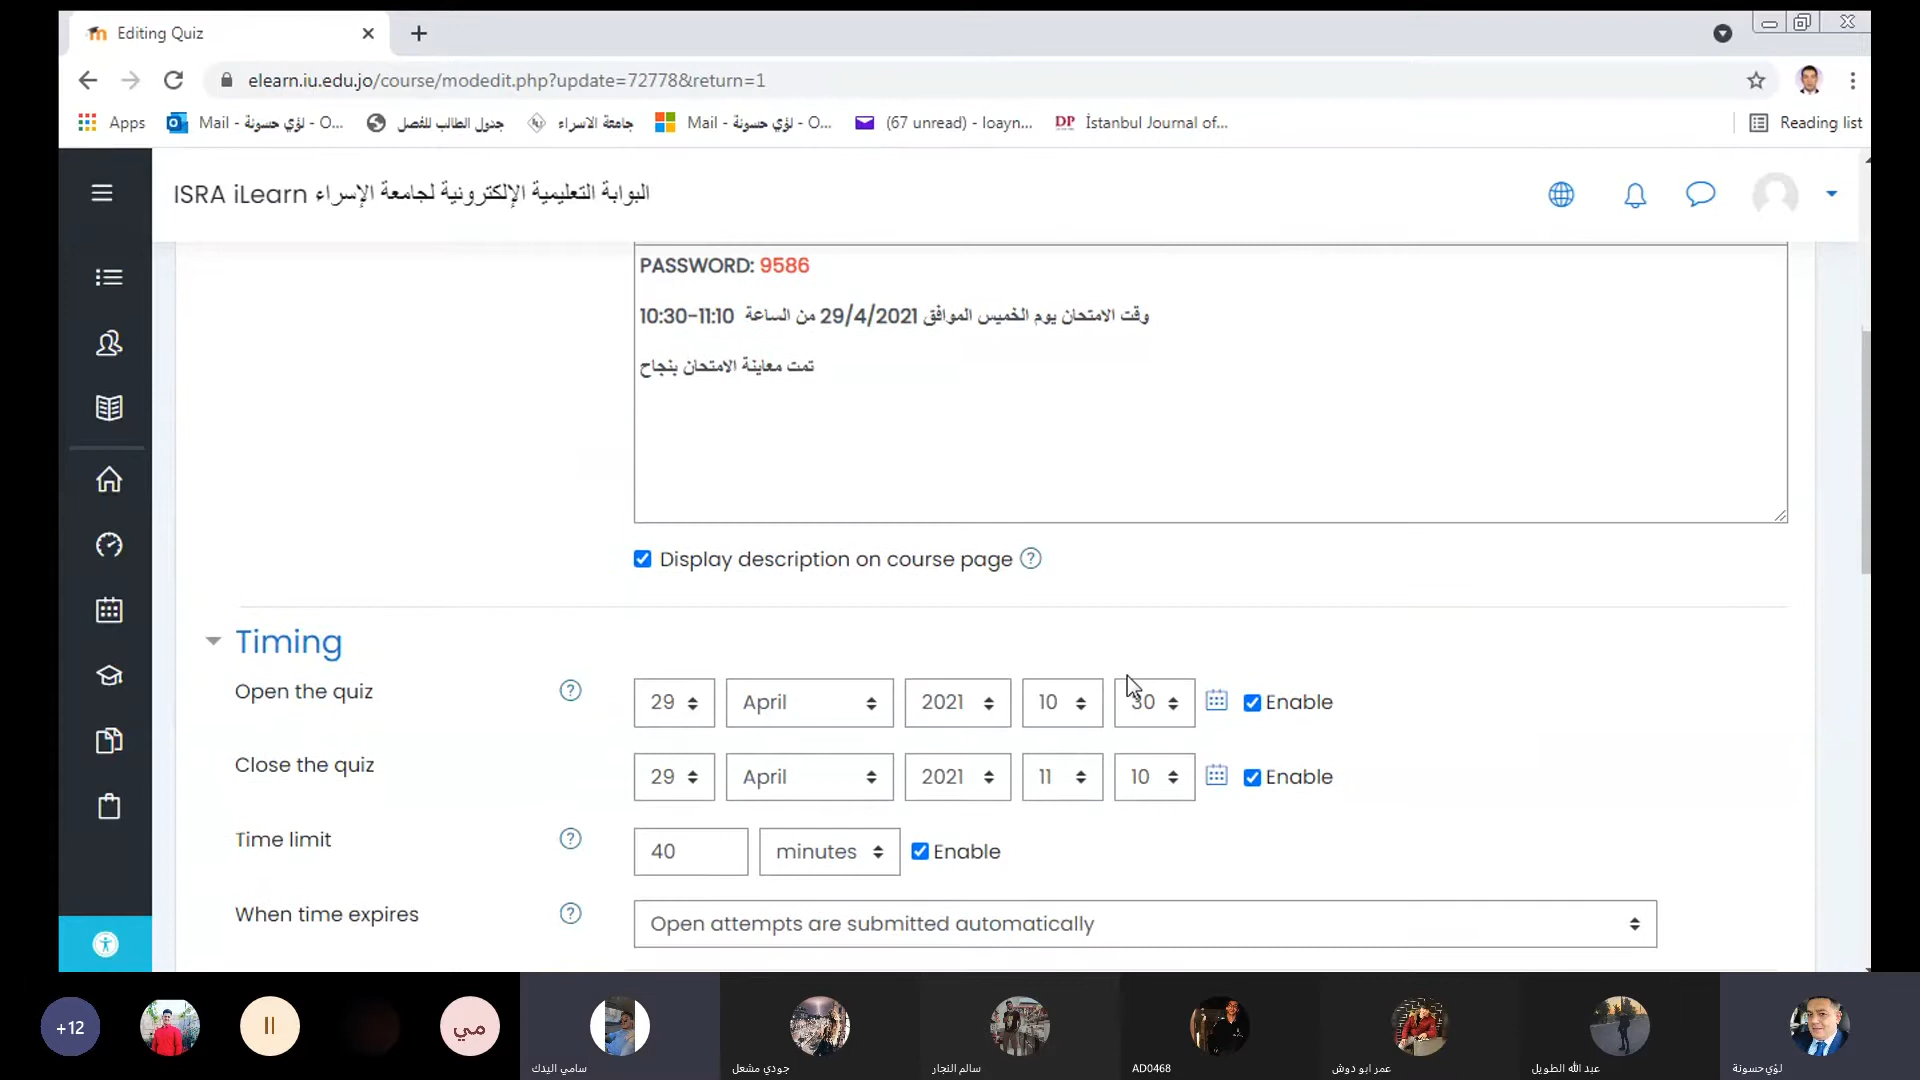 Editing Quiz
elearn.iu.edu.jo/course/modedit.php?update=72778&return=1
Apps
Mail - لؤي حسونة - O...
جدول الطالب للفصل
جامعة الاسراء
Mail - لؤي حسونة - O...
(67 unread) - loayn...
DP İstanbul Journal of...
Reading list
ISRA iLearn البوابة التعليمية الإلكترونية لجامعة الإسراء
PASSWORD: 9586
وقت الامتحان يوم الخميس الموافق 29/4/2021 من الساعة 10:30-11:10
تمت معاينة الامتحان بنجاح
Display description on course page
Timing
Open the quiz 29 April 2021 10 30 Enable
Close the quiz 29 April 2021 11 10 Enable
Time limit 40 minutes Enable
When time expires Open attempts are submitted automatically
+12
مي
سامي اليدك
جودي مشعل
سالم النجار
AD0468
عمر ابو دوش
عبد الله الطويل
لؤي حسونة